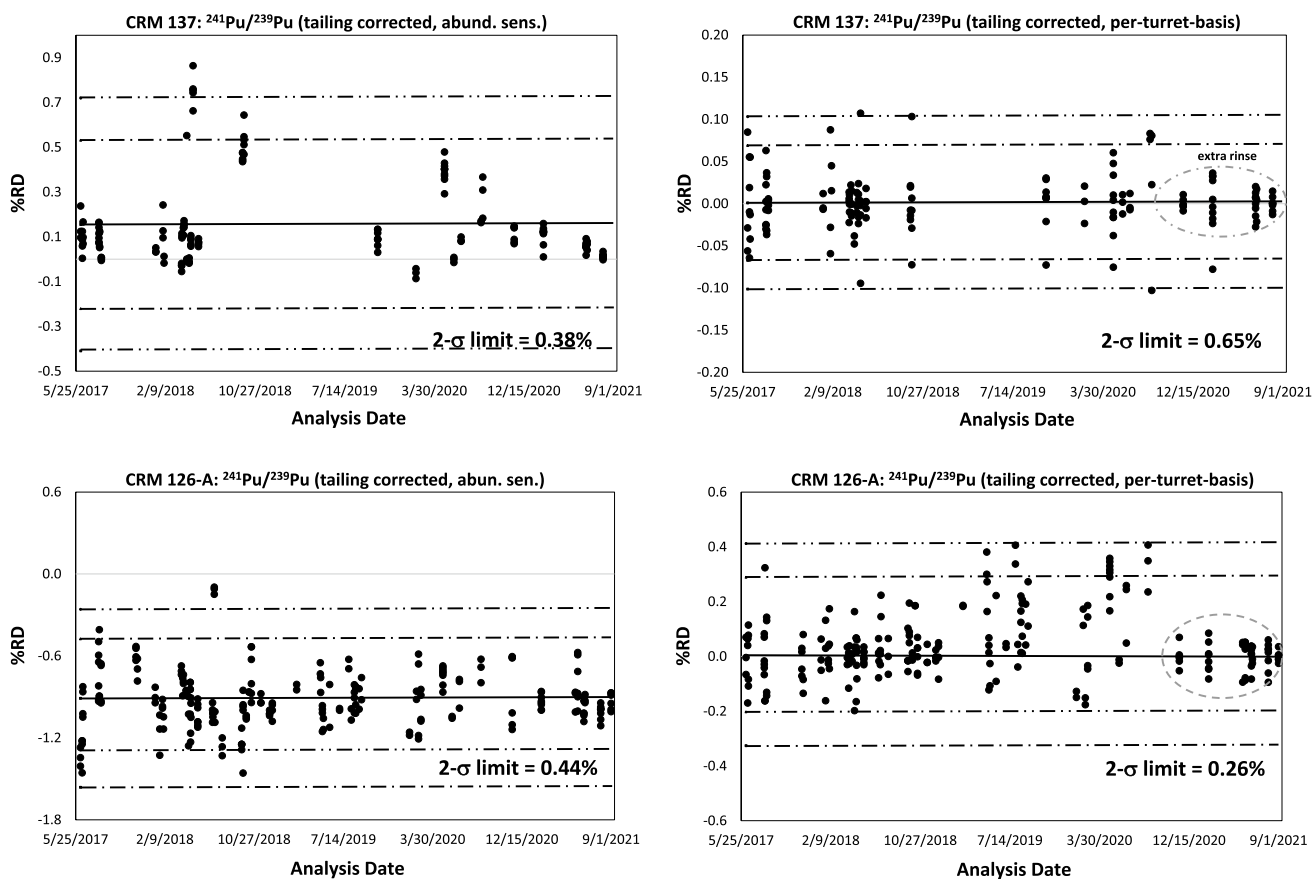 CRM 137: ²⁴¹Pu/²³⁹Pu (tailing corrected, abund. sens.)
0.9
0.7
0.5
0.3
0.1
-0.1
-0.3
-0.5
%RD
2-σ limit = 0.38%
5/25/2017 2/9/2018 10/27/2018 7/14/2019 3/30/2020 12/15/2020 9/1/2021
Analysis Date
CRM 137: ²⁴¹Pu/²³⁹Pu (tailing corrected, per-turret-basis)
0.20
0.15
0.10
0.05
0.00
-0.05
-0.10
-0.15
-0.20
%RD
extra rinse
2-σ limit = 0.65%
5/25/2017 2/9/2018 10/27/2018 7/14/2019 3/30/2020 12/15/2020 9/1/2021
Analysis Date
CRM 126-A: ²⁴¹Pu/²³⁹Pu (tailing corrected, abun. sen.)
0.6
0.0
-0.6
-1.2
-1.8
%RD
2-σ limit = 0.44%
5/25/2017 2/9/2018 10/27/2018 7/14/2019 3/30/2020 12/15/2020 9/1/2021
Analysis Date
CRM 126-A: ²⁴¹Pu/²³⁹Pu (tailing corrected, per-turret-basis)
0.6
0.4
0.2
0.0
-0.2
-0.4
-0.6
%RD
2-σ limit = 0.26%
5/25/2017 2/9/2018 10/27/2018 7/14/2019 3/30/2020 12/15/2020 9/1/2021
Analysis Date